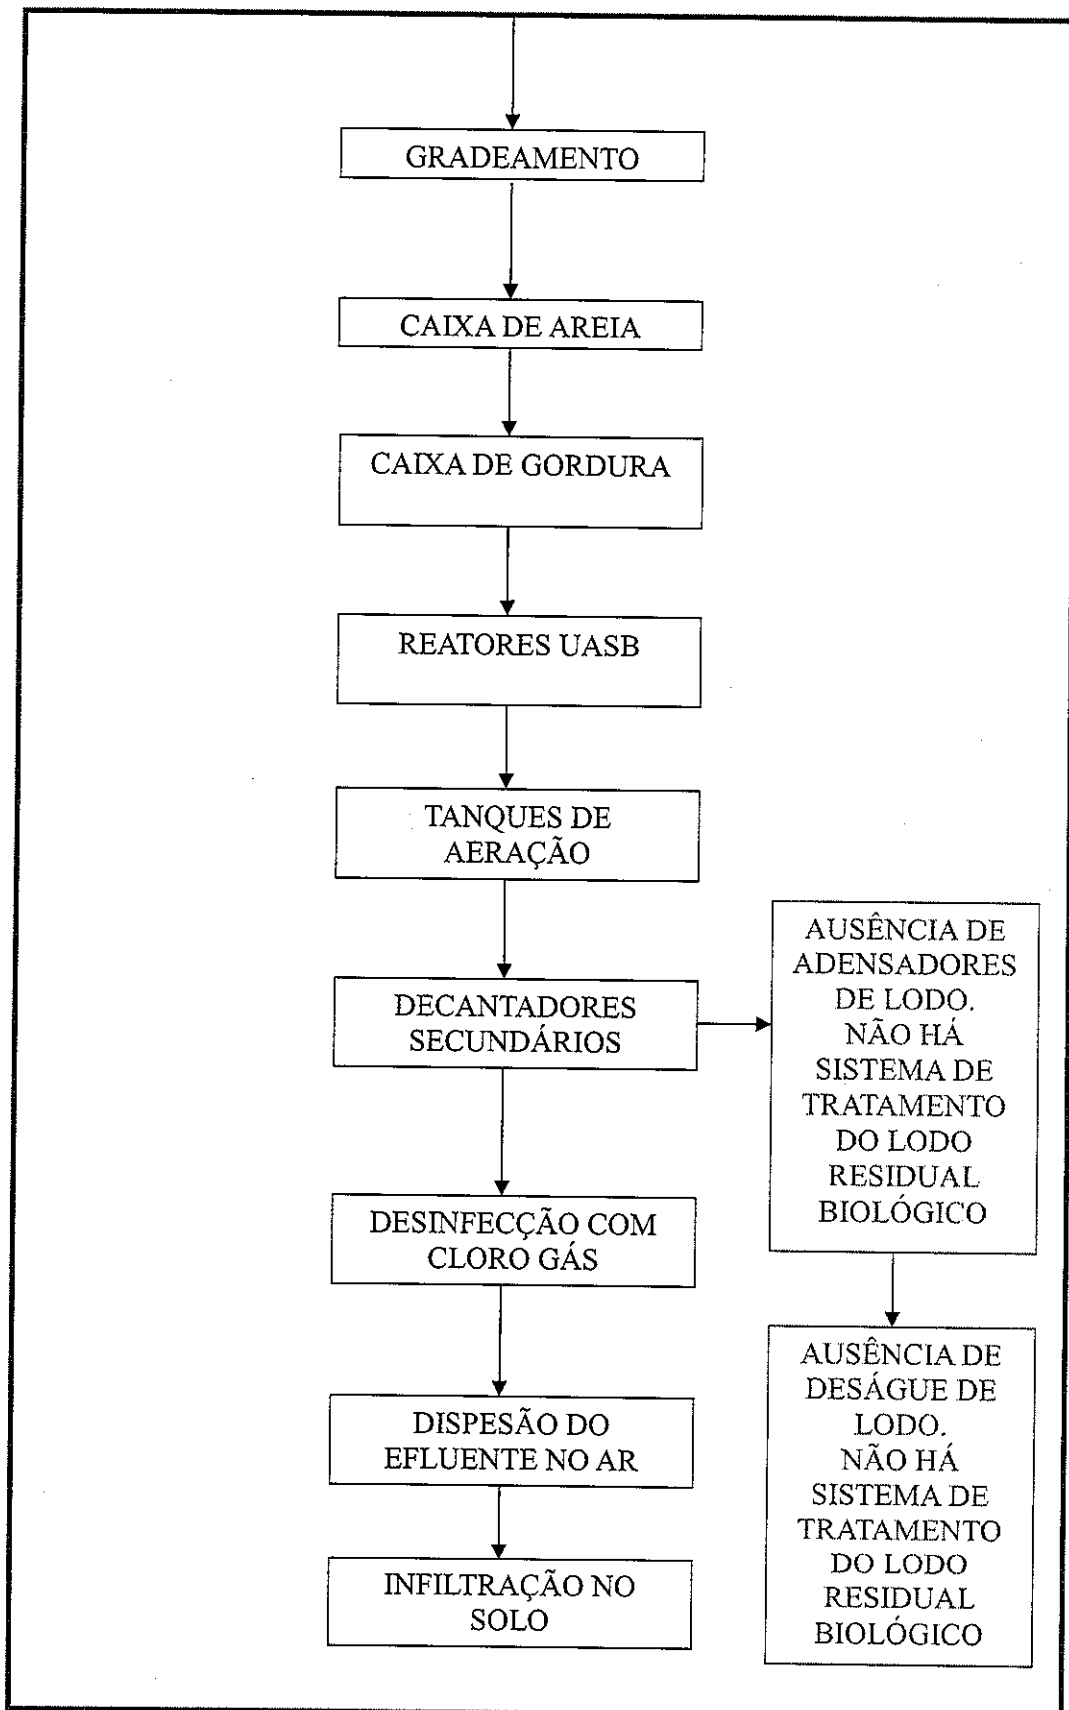 GRADEAMENTO
CAIXA DE AREIA
CAIXA DE GORDURA
REATORES UASB
TANQUES DE
AERAÇÃO
DECANTADORES
SECUNDÁRIOS
DESINFECÇÃO COM
CLORO GÁS
DISPESÃO DO
EFLUENTE NO AR
INFILTRAÇÃO NO
SOLO
AUSÊNCIA DE
ADENSADORES
DE LODO.
NÃO HÁ
SISTEMA DE
TRATAMENTO
DO LODO
RESIDUAL
BIOLÓGICO
AUSÊNCIA DE
DESÁGUE DE
LODO.
NÃO HÁ
SISTEMA DE
TRATAMENTO
DO LODO
RESIDUAL
BIOLÓGICO